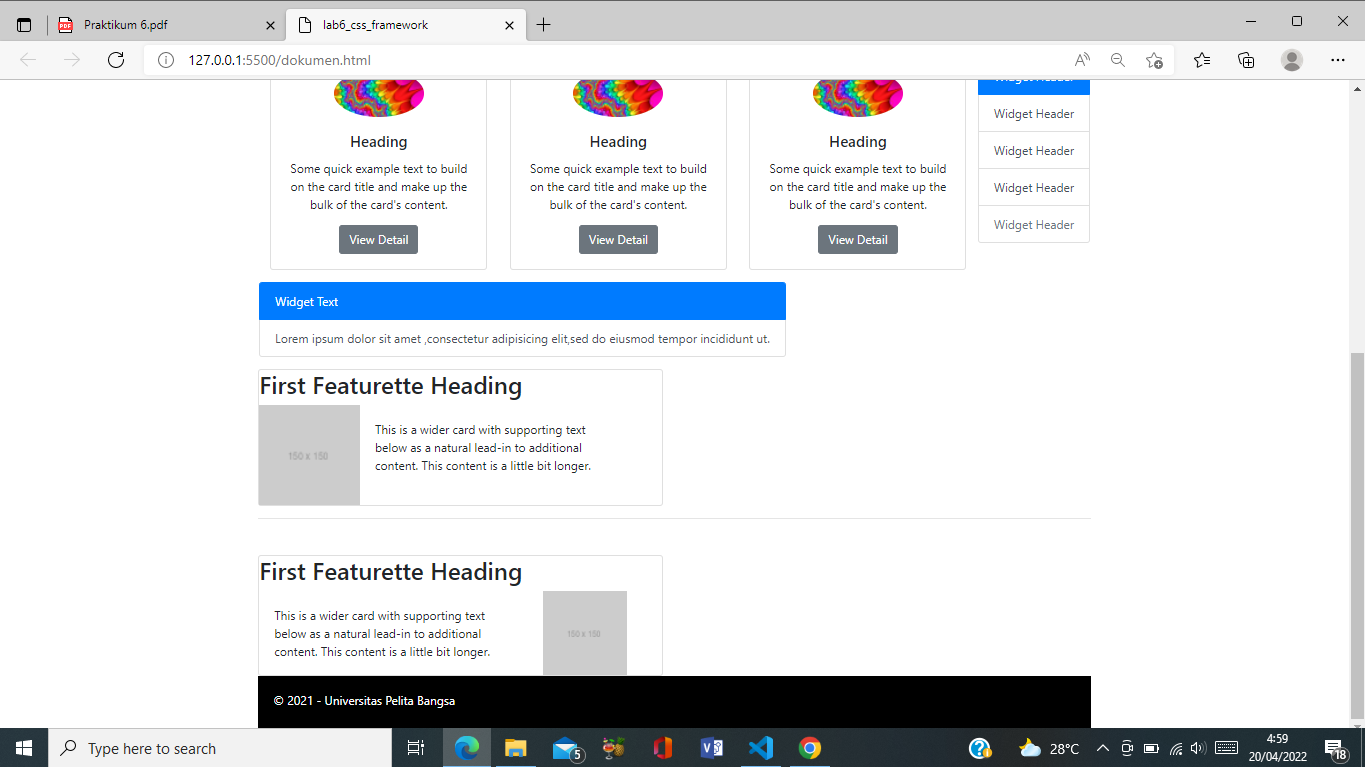 Praktikum 6.pdf
lab6_css_framework
127.0.0.1:5500/dokumen.html
Heading
Some quick example text to build
on the card title and make up the
bulk of the card's content.
View Detail
Heading
Some quick example text to build
on the card title and make up the
bulk of the card's content.
View Detail
Heading
Some quick example text to build
on the card title and make up the
bulk of the card's content.
View Detail
Widget Header
Widget Header
Widget Header
Widget Header
Widget Header
Widget Text
Lorem ipsum dolor sit amet ,consectetur adipisicing elit,sed do eiusmod tempor incididunt ut.
First Featurette Heading
150 x 150
This is a wider card with supporting text
below as a natural lead-in to additional
content. This content is a little bit longer.
First Featurette Heading
This is a wider card with supporting text
below as a natural lead-in to additional
content. This content is a little bit longer.
150 x 150
© 2021 - Universitas Pelita Bangsa
Type here to search
5
28°C
4:59
20/04/2022
18